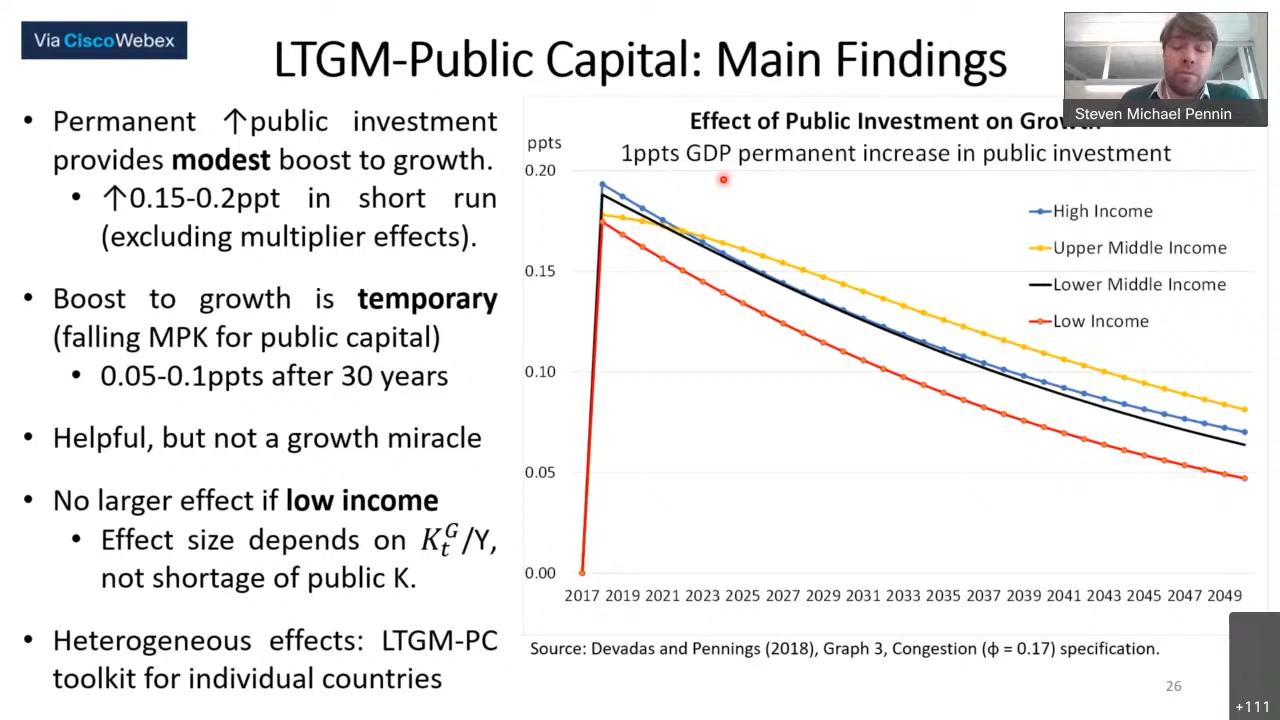 Via CiscoWebex
LTGM-Public Capital: Main Findings
Steven Michael Pennin
• Permanent ↑public investment
provides modest boost to growth.
• ↑0.15-0.2ppt in short run
(excluding multiplier effects).
• Boost to growth is temporary
(falling MPK for public capital)
• 0.05-0.1ppts after 30 years
• Helpful, but not a growth miracle
• No larger effect if low income
• Effect size depends on K_t^G/Y,
not shortage of public K.
• Heterogeneous effects: LTGM-PC
toolkit for individual countries
Effect of Public Investment on Growth
1ppts GDP permanent increase in public investment
ppts
0.20
0.15
0.10
0.05
0.00
High Income
Upper Middle Income
Lower Middle Income
Low Income
2017 2019 2021 2023 2025 2027 2029 2031 2033 2035 2037 2039 2041 2043 2045 2047 2049
Source: Devadas and Pennings (2018), Graph 3, Congestion (ϕ = 0.17) specification.
26
+111